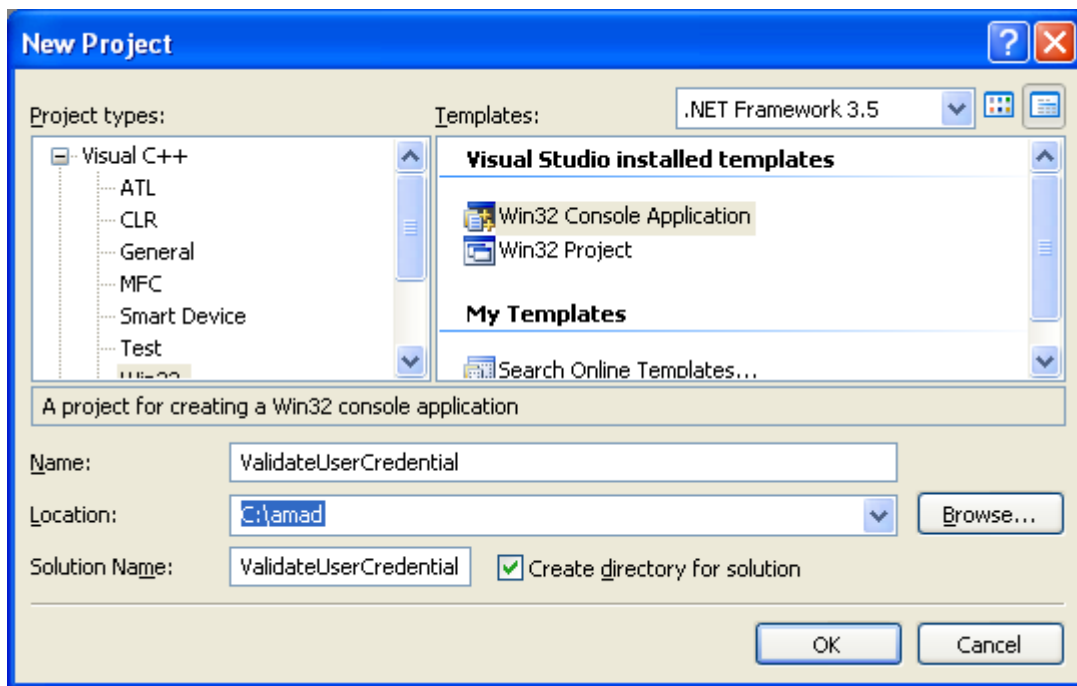 New Project
Project types:
Templates:
.NET Framework 3.5
Visual C++
ATL
CLR
General
MFC
Smart Device
Test
Win32
Visual Studio installed templates
Win32 Console Application
Win32 Project
My Templates
Search Online Templates...
A project for creating a Win32 console application
Name:
ValidateUserCredential
Location:
C:\amad
Browse...
Solution Name:
ValidateUserCredential
Create directory for solution
OK
Cancel